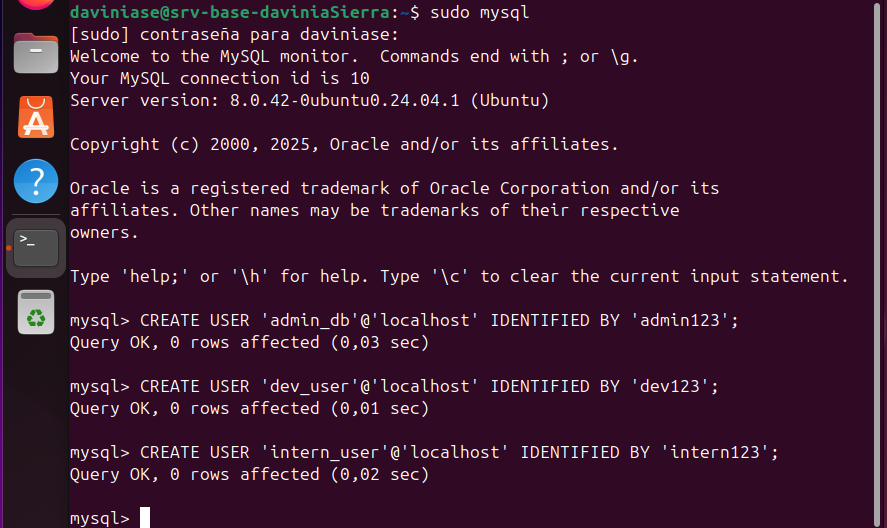 daviniase@srv-base-daviniaSierra:~$ sudo mysql
[sudo] contraseña para daviniase:
Welcome to the MySQL monitor.  Commands end with ; or \g.
Your MySQL connection id is 10
Server version: 8.0.42-0ubuntu0.24.04.1 (Ubuntu)
Copyright (c) 2000, 2025, Oracle and/or its affiliates.
Oracle is a registered trademark of Oracle Corporation and/or its
affiliates. Other names may be trademarks of their respective
owners.
Type 'help;' or '\h' for help. Type '\c' to clear the current input statement.
mysql> CREATE USER 'admin_db'@'localhost' IDENTIFIED BY 'admin123';
Query OK, 0 rows affected (0,03 sec)
mysql> CREATE USER 'dev_user'@'localhost' IDENTIFIED BY 'dev123';
Query OK, 0 rows affected (0,01 sec)
mysql> CREATE USER 'intern_user'@'localhost' IDENTIFIED BY 'intern123';
Query OK, 0 rows affected (0,02 sec)
mysql>